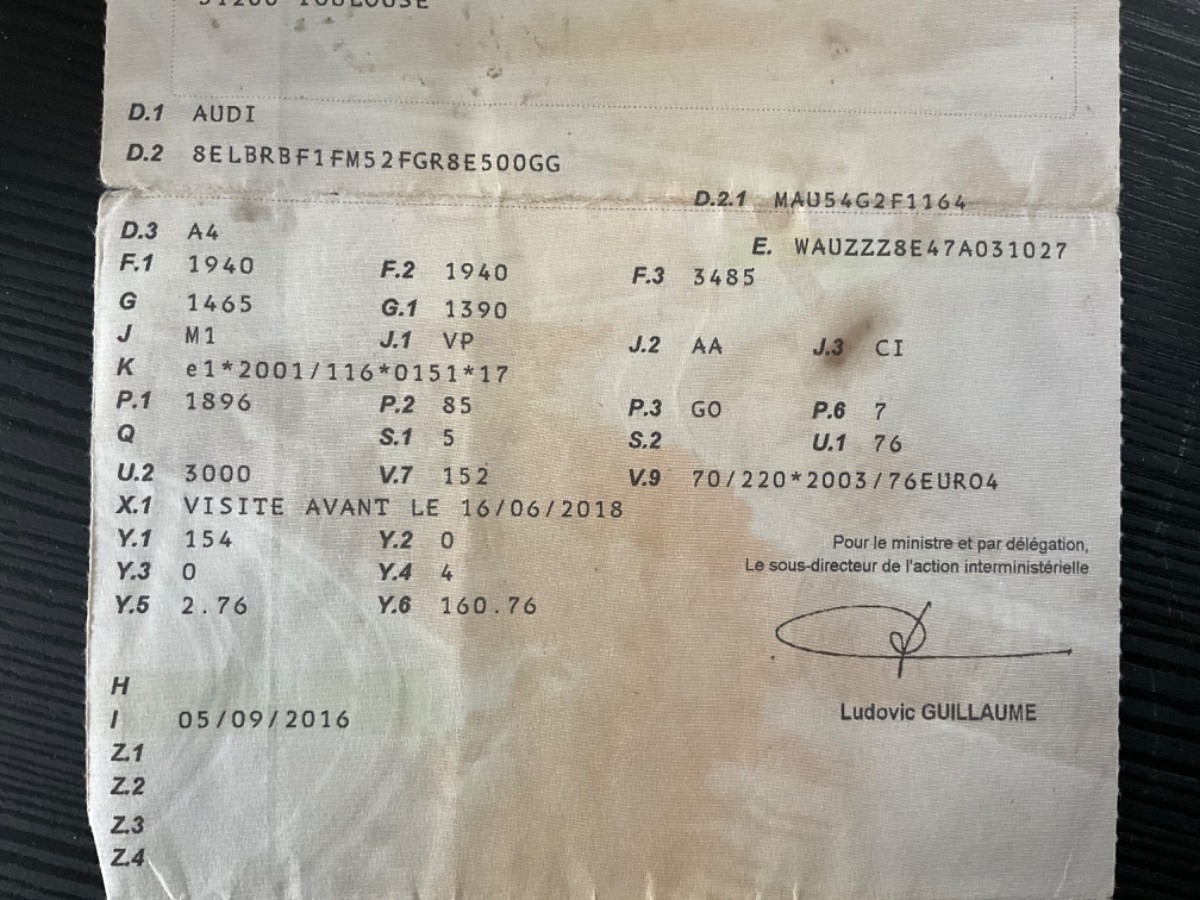 31200 TOULOUSE
D.1 AUDI
D.2 8ELBRBF1FM52FGR8E500GG
D.2.1 MAU54G2F1164
D.3 A4
E. WAUZZZ8E47A031027
F.1 1940 F.2 1940 F.3 3485
G 1465 G.1 1390
J M1 J.1 VP J.2 AA J.3 CI
K e1*2001/116*0151*17
P.1 1896 P.2 85 P.3 GO P.6 7
Q S.1 5 S.2 U.1 76
U.2 3000 V.7 152 V.9 70/220*2003/76EURO4
X.1 VISITE AVANT LE 16/06/2018
Y.1 154 Y.2 0
Y.3 0 Y.4 4
Y.5 2.76 Y.6 160.76
Pour le ministre et par délégation,
Le sous-directeur de l'action interministérielle
H
I 05/09/2016
Ludovic GUILLAUME
Z.1
Z.2
Z.3
Z.4